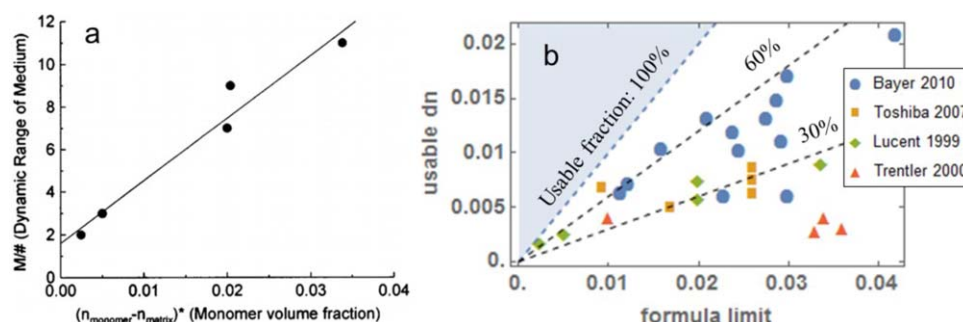 a
12
10
8
6
4
2
0
M/# (Dynamic Range of Medium)
0.00
0.01
0.02
0.03
0.04
(n_monomer-n_matrix)* (Monomer volume fraction)
b
0.02
0.015
0.01
0.005
0.
usable dn
Usable fraction: 100%
60%
30%
Bayer 2010
Toshiba 2007
Lucent 1999
Trentler 2000
0
0.01
0.02
0.03
0.04
formula limit